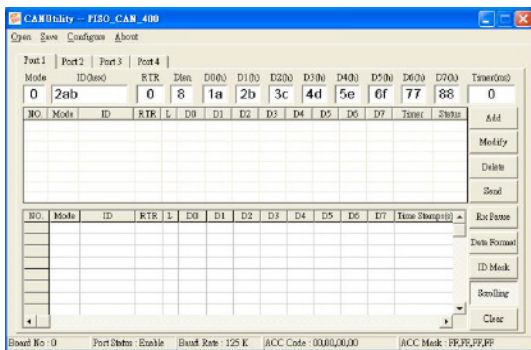 CANUtility -- PISO_CAN_400
Open Save Configure About
Port 1 Port 2 Port 3 Port 4
Mode ID(hex) RTR Dlen D0(h) D1(h) D2(h) D3(h) D4(h) D5(h) D6(h) D7(h) Timer(ms)
0 2ab 0 8 1a 2b 3c 4d 5e 6f 77 88 0
NO. Mode ID RTR L D0 D1 D2 D3 D4 D5 D6 D7 Timer Status
Add
Modify
Delete
Send
NO. Mode ID RTR L D0 D1 D2 D3 D4 D5 D6 D7 Time Stamps(s)
Rx Pause
Data Format
ID Mask
Scrolling
Clear
Board No : 0 Port Status : Enable Baud Rate : 125 K ACC Code : 00,00,00,00 ACC Mask : FF,FF,FF,FF